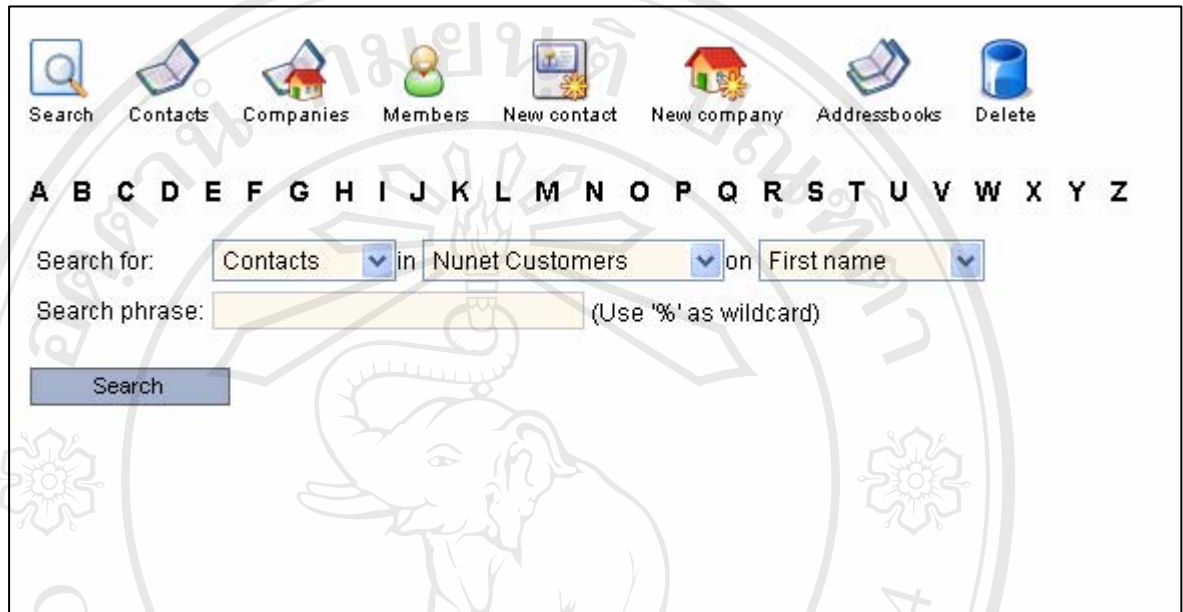 Search Contacts Companies Members New contact New company Addressbooks Delete
A B C D E F G H I J K L M N O P Q R S T U V W X Y Z
Search for: Contacts in Nunet Customers on First name
Search phrase: (Use '%' as wildcard)
Search